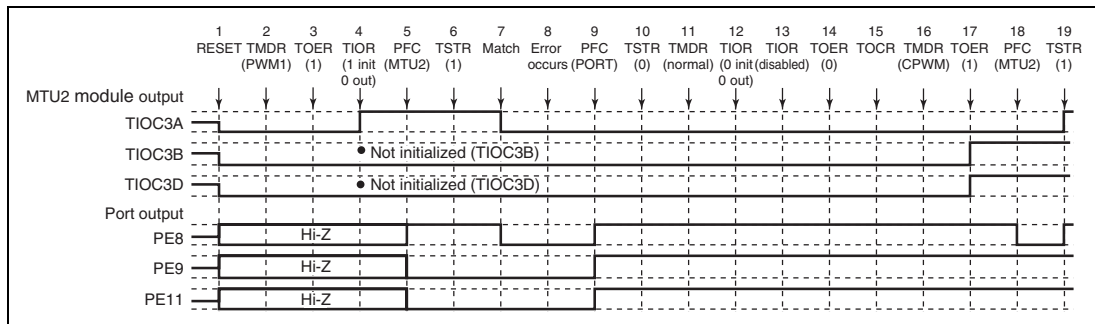 1 2 3 4 5 6 7 8 9 10 11 12 13 14 15 16 17 18 19
RESET TMDR TOER TIOR PFC TSTR Match Error PFC TSTR TMDR TIOR TIOR TOER TOCR TMDR TOER PFC TSTR
(PWM1) (1) (1 init (MTU2) (1) occurs (PORT) (0) (normal) (0 init (disabled) (0) (CPWM) (1) (MTU2) (1)
0 out) 0 out)
MTU2 module output
TIOC3A
TIOC3B • Not initialized (TIOC3B)
TIOC3D • Not initialized (TIOC3D)
Port output
PE8 Hi-Z
PE9 Hi-Z
PE11 Hi-Z